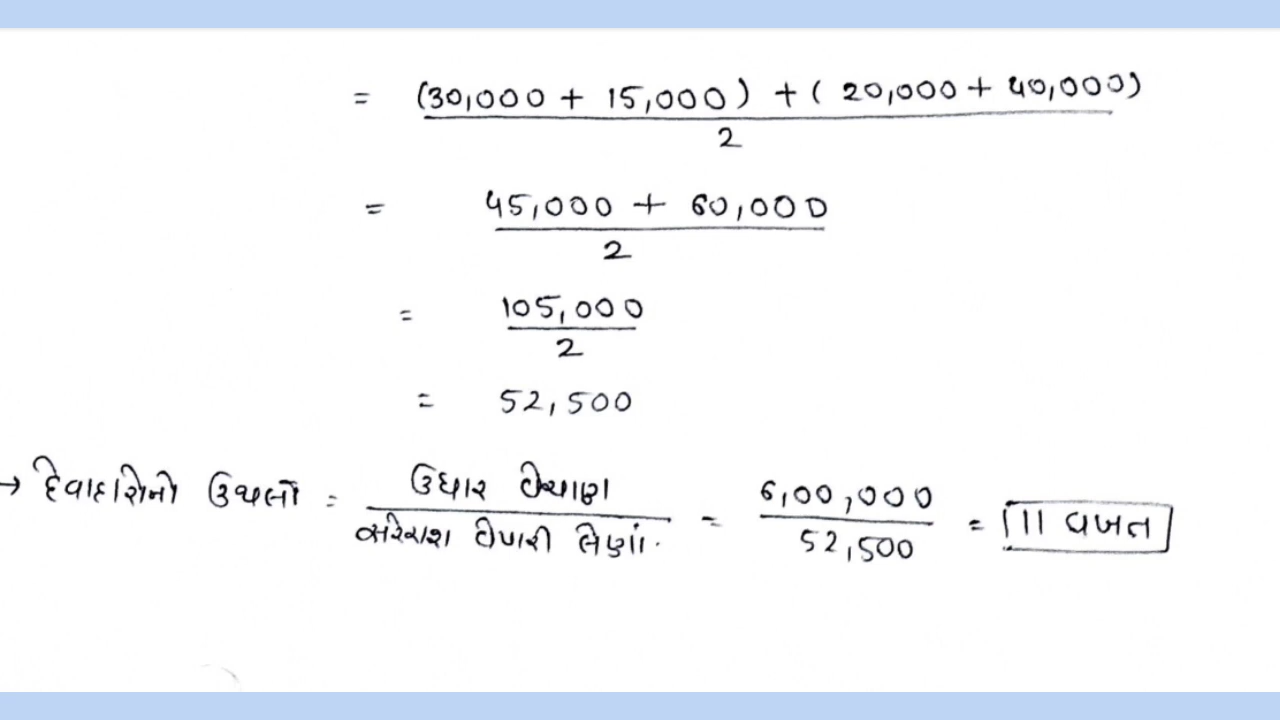 = (30,000 + 15,000) + (20,000 + 40,000)
2
= 45,000 + 60,000
2
= 105,000
2
= 52,500
→ દેવાદારોનો ઉથલો = ઉધાર વેચાણ = 6,00,000 = 11 વખત
સરેરાશ વેપારી લેણાં. 52,500